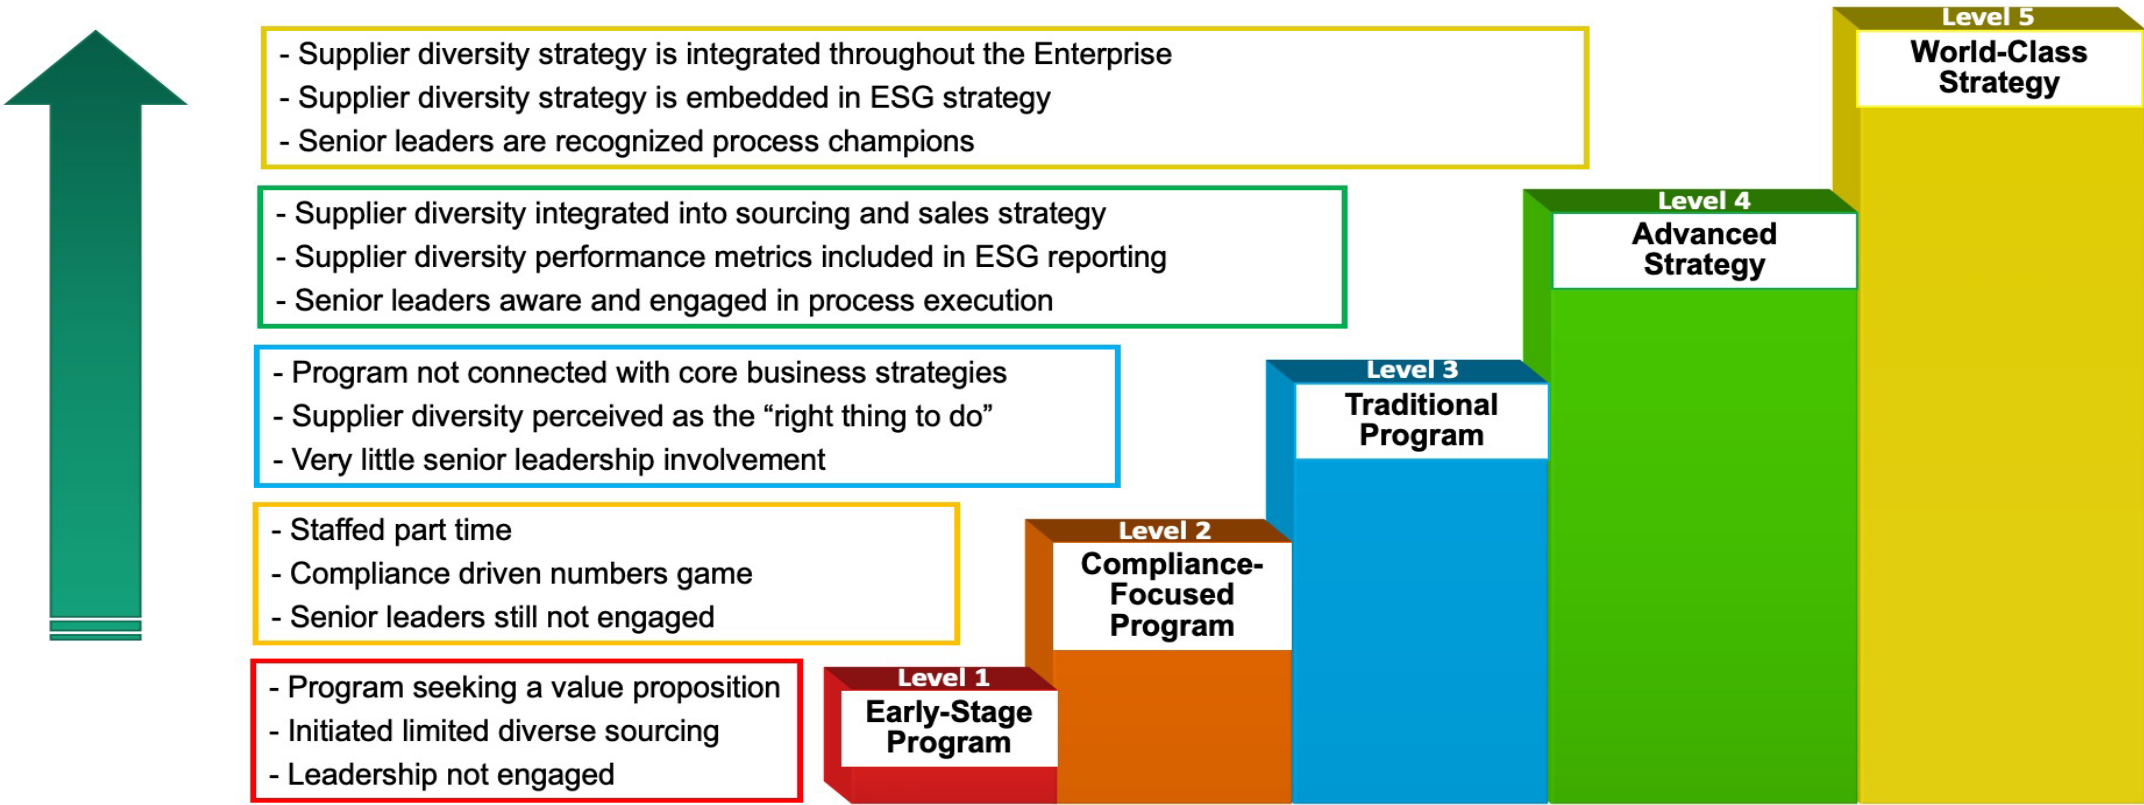 Level 5
World-Class
Strategy
- Supplier diversity strategy is integrated throughout the Enterprise
- Supplier diversity strategy is embedded in ESG strategy
- Senior leaders are recognized process champions
Level 4
Advanced
Strategy
- Supplier diversity integrated into sourcing and sales strategy
- Supplier diversity performance metrics included in ESG reporting
- Senior leaders aware and engaged in process execution
Level 3
Traditional
Program
- Program not connected with core business strategies
- Supplier diversity perceived as the “right thing to do”
- Very little senior leadership involvement
Level 2
Compliance-
Focused
Program
- Staffed part time
- Compliance driven numbers game
- Senior leaders still not engaged
Level 1
Early-Stage
Program
- Program seeking a value proposition
- Initiated limited diverse sourcing
- Leadership not engaged